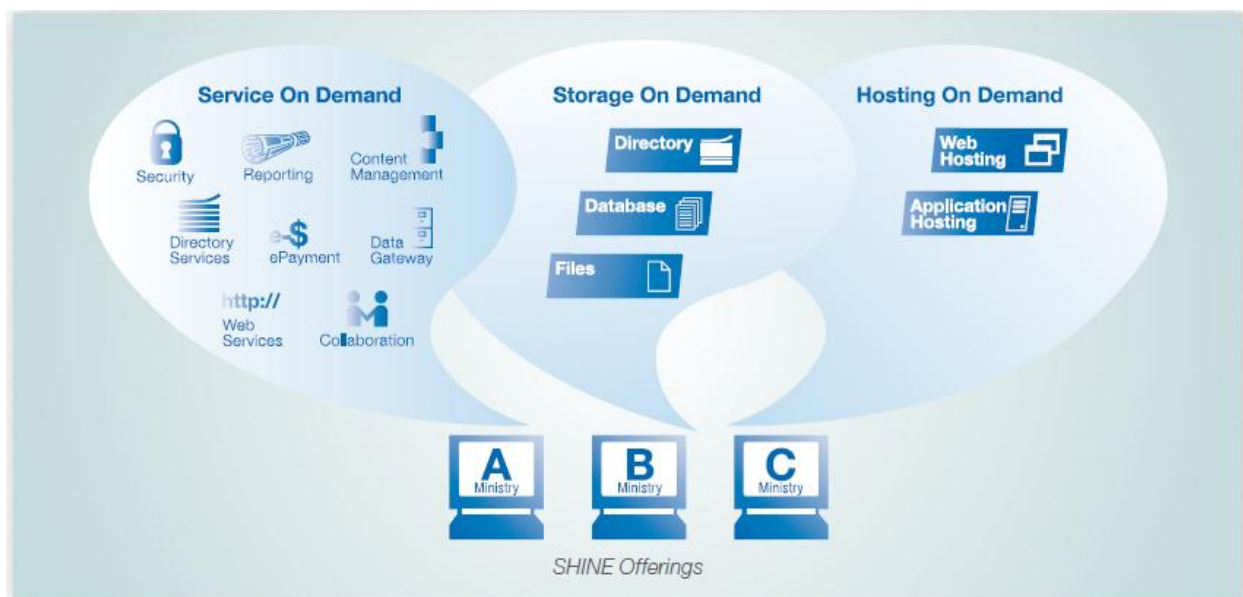 Service On Demand
Security
Reporting
Content
Management
Directory
Services
e-$
ePayment
Data
Gateway
http://
Web
Services
Collaboration
Storage On Demand
Directory
Database
Files
Hosting On Demand
Web
Hosting
Application
Hosting
A
Ministry
B
Ministry
C
Ministry
SHINE Offerings